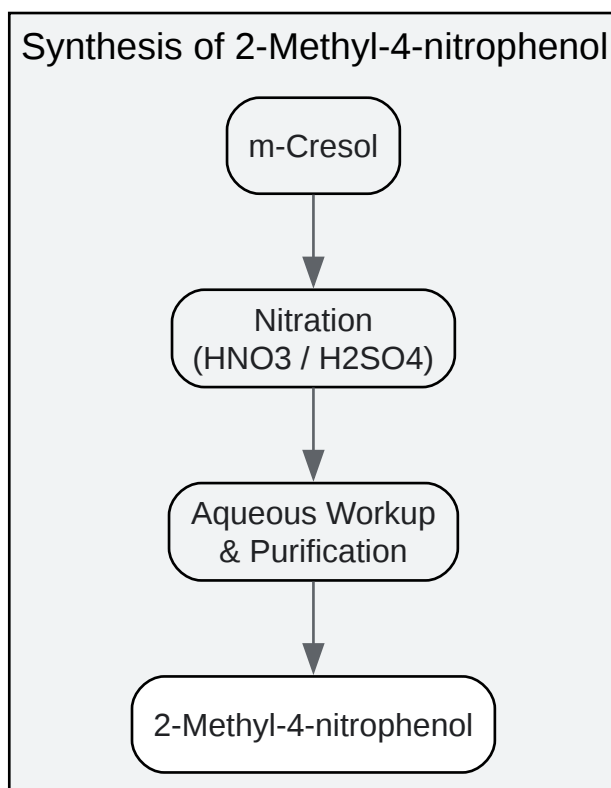 Synthesis of 2-Methyl-4-nitrophenol
m-Cresol
Nitration
(HNO3 / H2SO4)
Aqueous Workup
& Purification
2-Methyl-4-nitrophenol